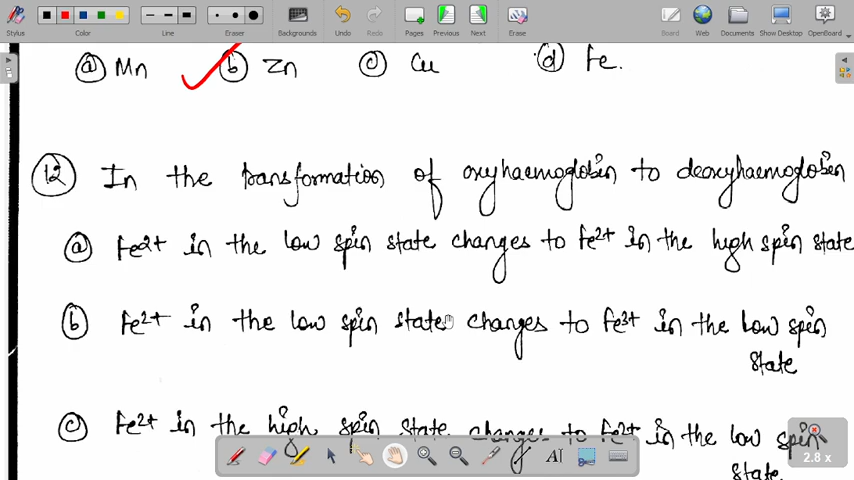 Stylus
Color
Line
Eraser
Backgrounds
Undo
Pages
Previous
Next
Erase
Board
Web
Documents
Show Desktop
OpenBoard
a Mn b Zn c Cu d Fe.
12 In the transformation of oxyhaemoglobin to deoxyhaemoglobin
a Fe2+ in the low spin state changes to Fe2+ in the high spin state
b Fe2+ in the low spin state changes to Fe3+ in the low spin
state
c Fe2+ in the high spin state changes to Fe2+ in the low spin
state.
2.8 x